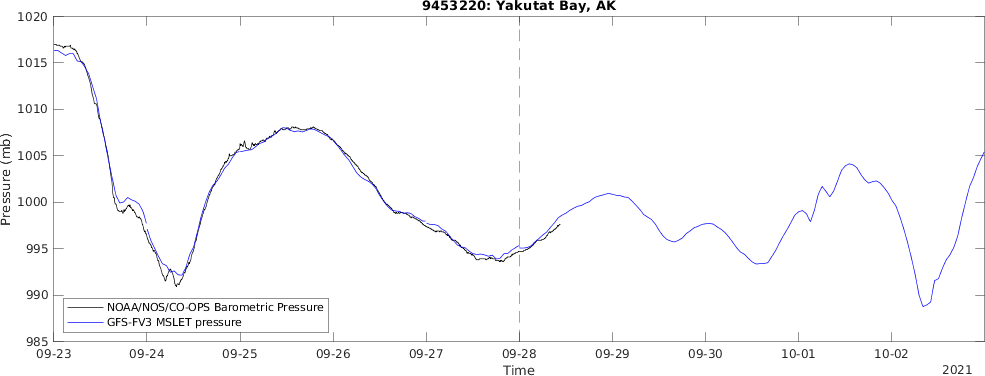 9453220: Yakutat Bay, AK
Pressure (mb)
1020
1015
1010
1005
1000
995
990
985
NOAA/NOS/CO-OPS Barometric Pressure
GFS-FV3 MSLET pressure
09-23 09-24 09-25 09-26 09-27 09-28 09-29 09-30 10-01 10-02
Time
2021